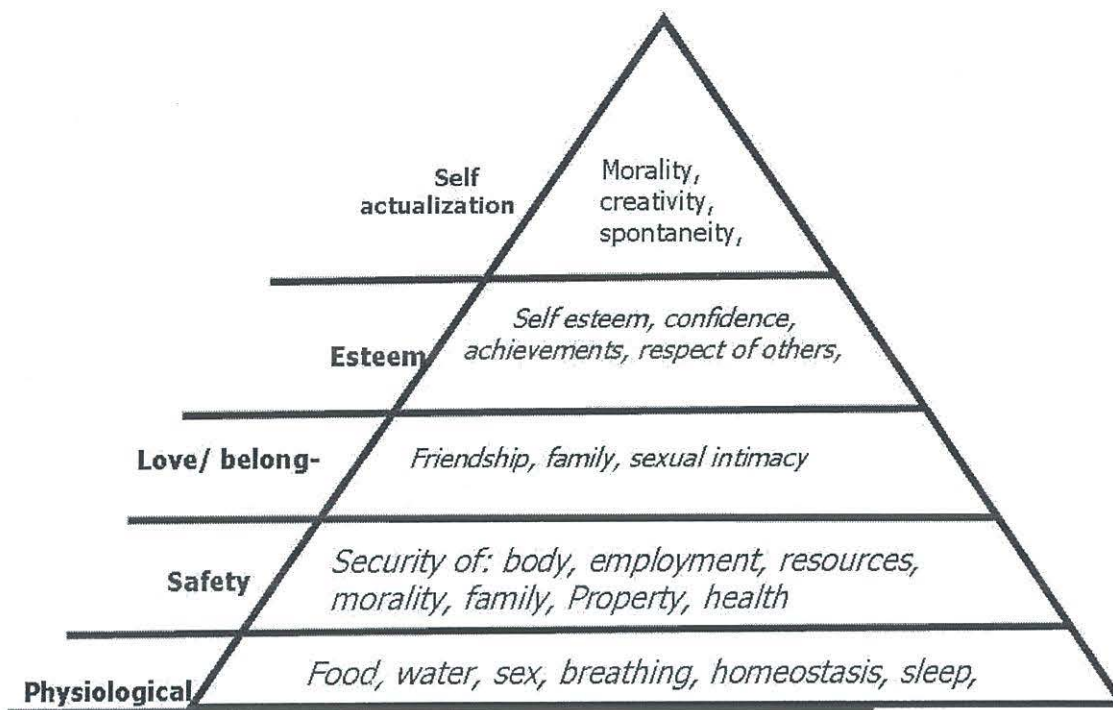 Self
actualization
Morality,
creativity,
spontaneity,
Esteem
Self esteem, confidence,
achievements, respect of others,
Love/ belong-
Friendship, family, sexual intimacy
Safety
Security of: body, employment, resources,
morality, family, Property, health
Physiological
Food, water, sex, breathing, homeostasis, sleep,